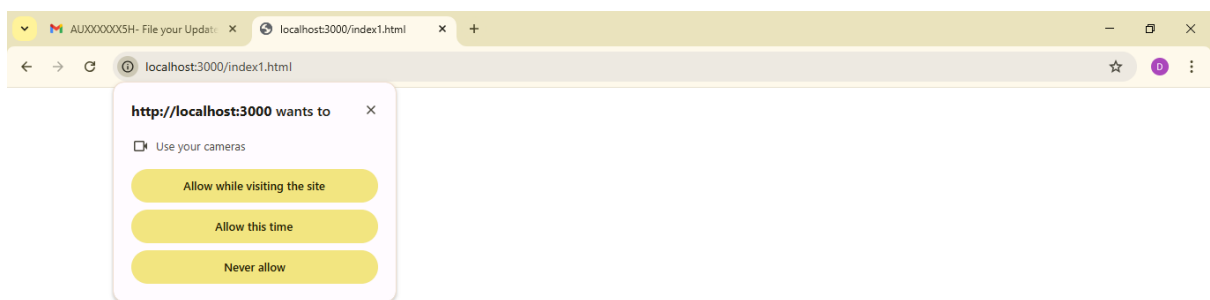 AUXXXXXX5H- File your Update
localhost:3000/index1.html
localhost:3000/index1.html
D
http://localhost:3000 wants to
Use your cameras
Allow while visiting the site
Allow this time
Never allow